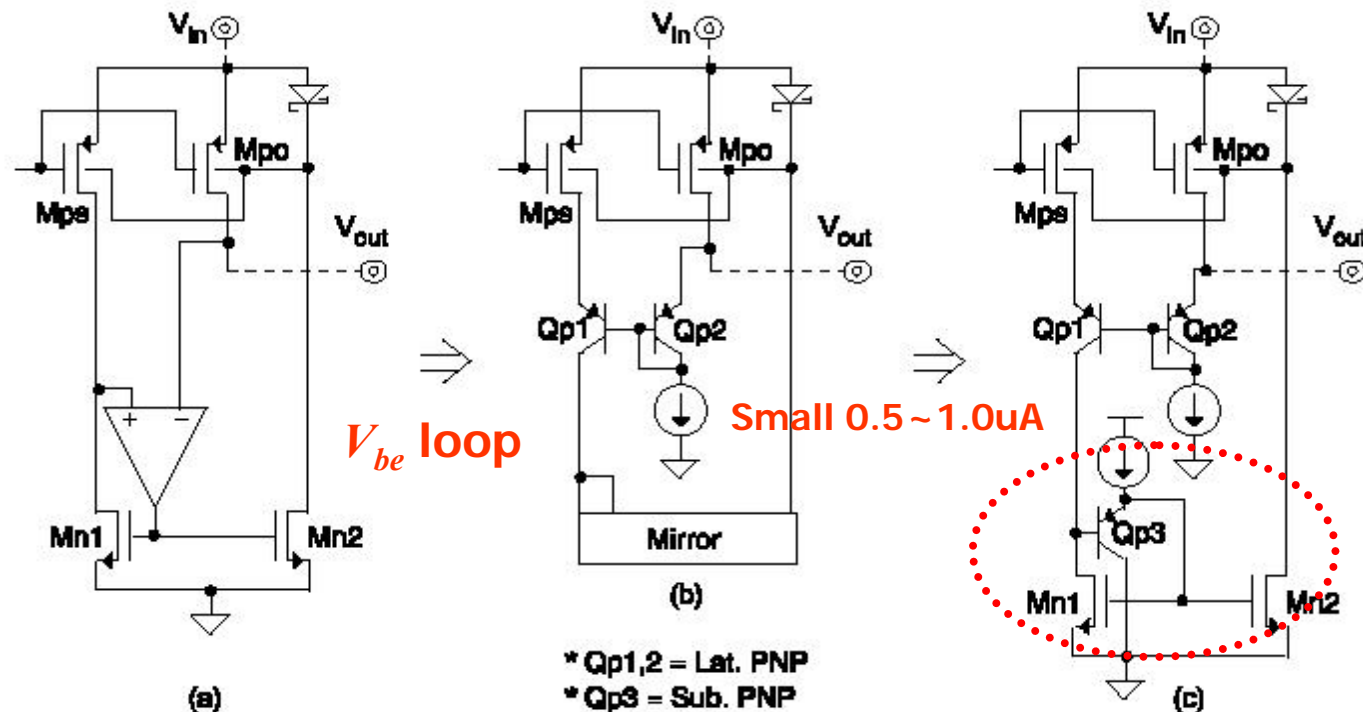 Vin
Vin
Vin
Mpo
Mpo
Mpo
Mps
Mps
Mps
Vout
Vout
Vout
Qp1
Qp2
Qp1
Qp2
+
−
Vbe loop
Small 0.5~1.0uA
Mn1
Mn2
Mirror
Qp3
Mn1
Mn2
(a)
(b)
(c)
* Qp1,2 = Lat. PNP
* Qp3 = Sub. PNP